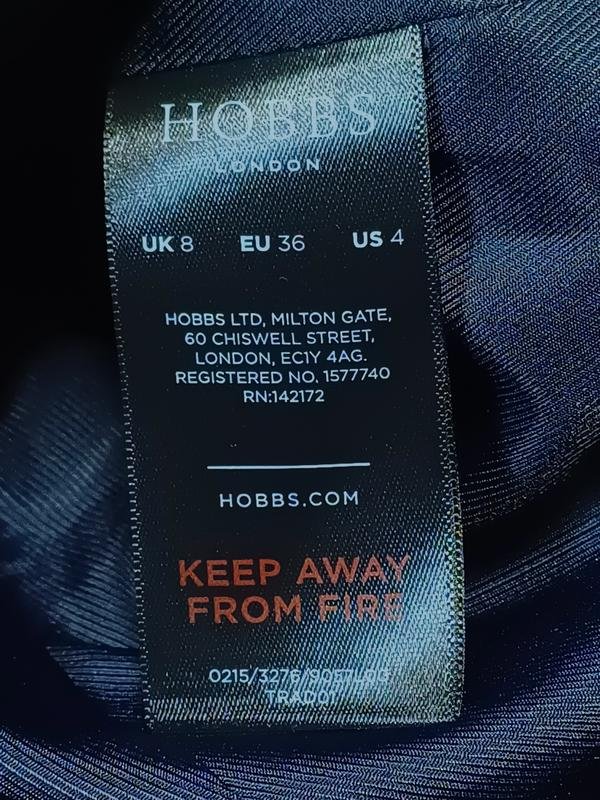 HOBBS
LONDON
UK 8 EU 36 US 4
HOBBS LTD, MILTON GATE,
60 CHISWELL STREET,
LONDON, EC1Y 4AG.
REGISTERED NO. 1577740
RN:142172
HOBBS.COM
KEEP AWAY
FROM FIRE
TRAD01